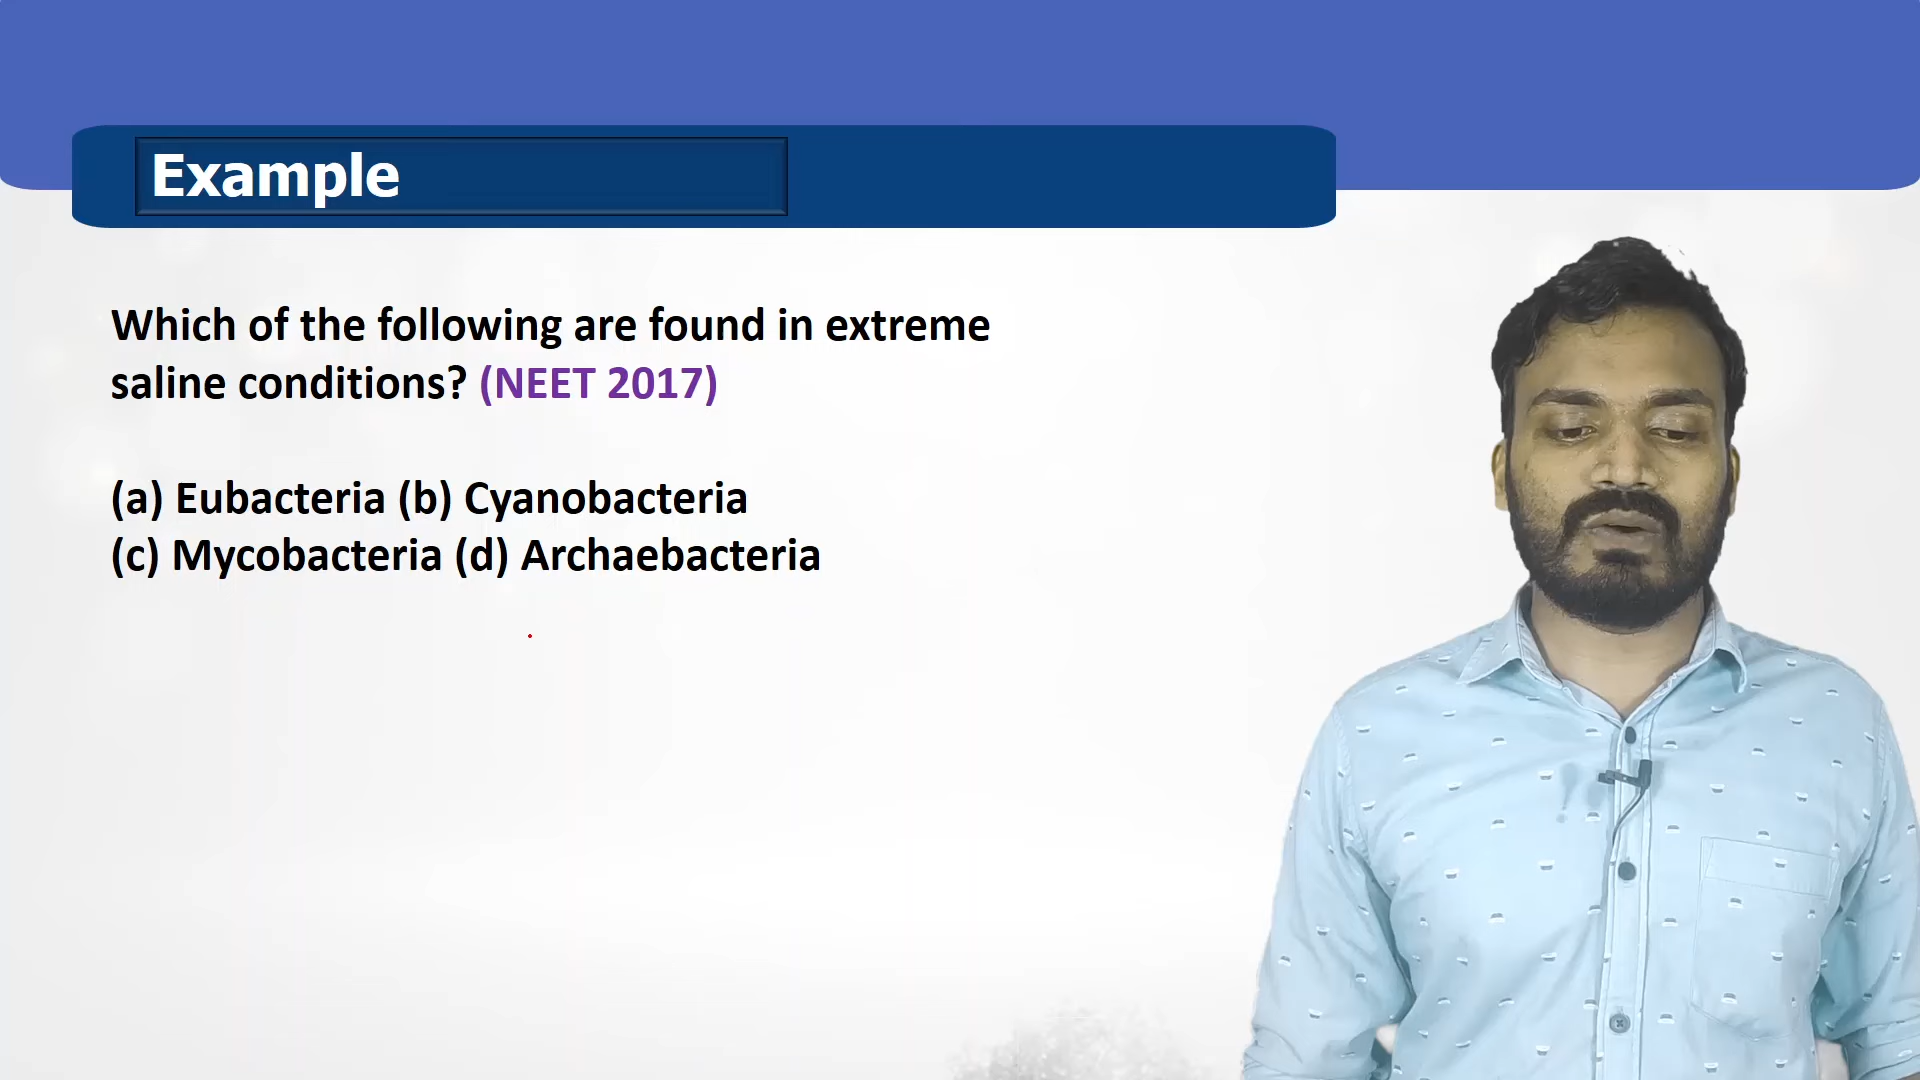 Example
Which of the following are found in extreme
saline conditions? (NEET 2017)
(a) Eubacteria (b) Cyanobacteria
(c) Mycobacteria (d) Archaebacteria